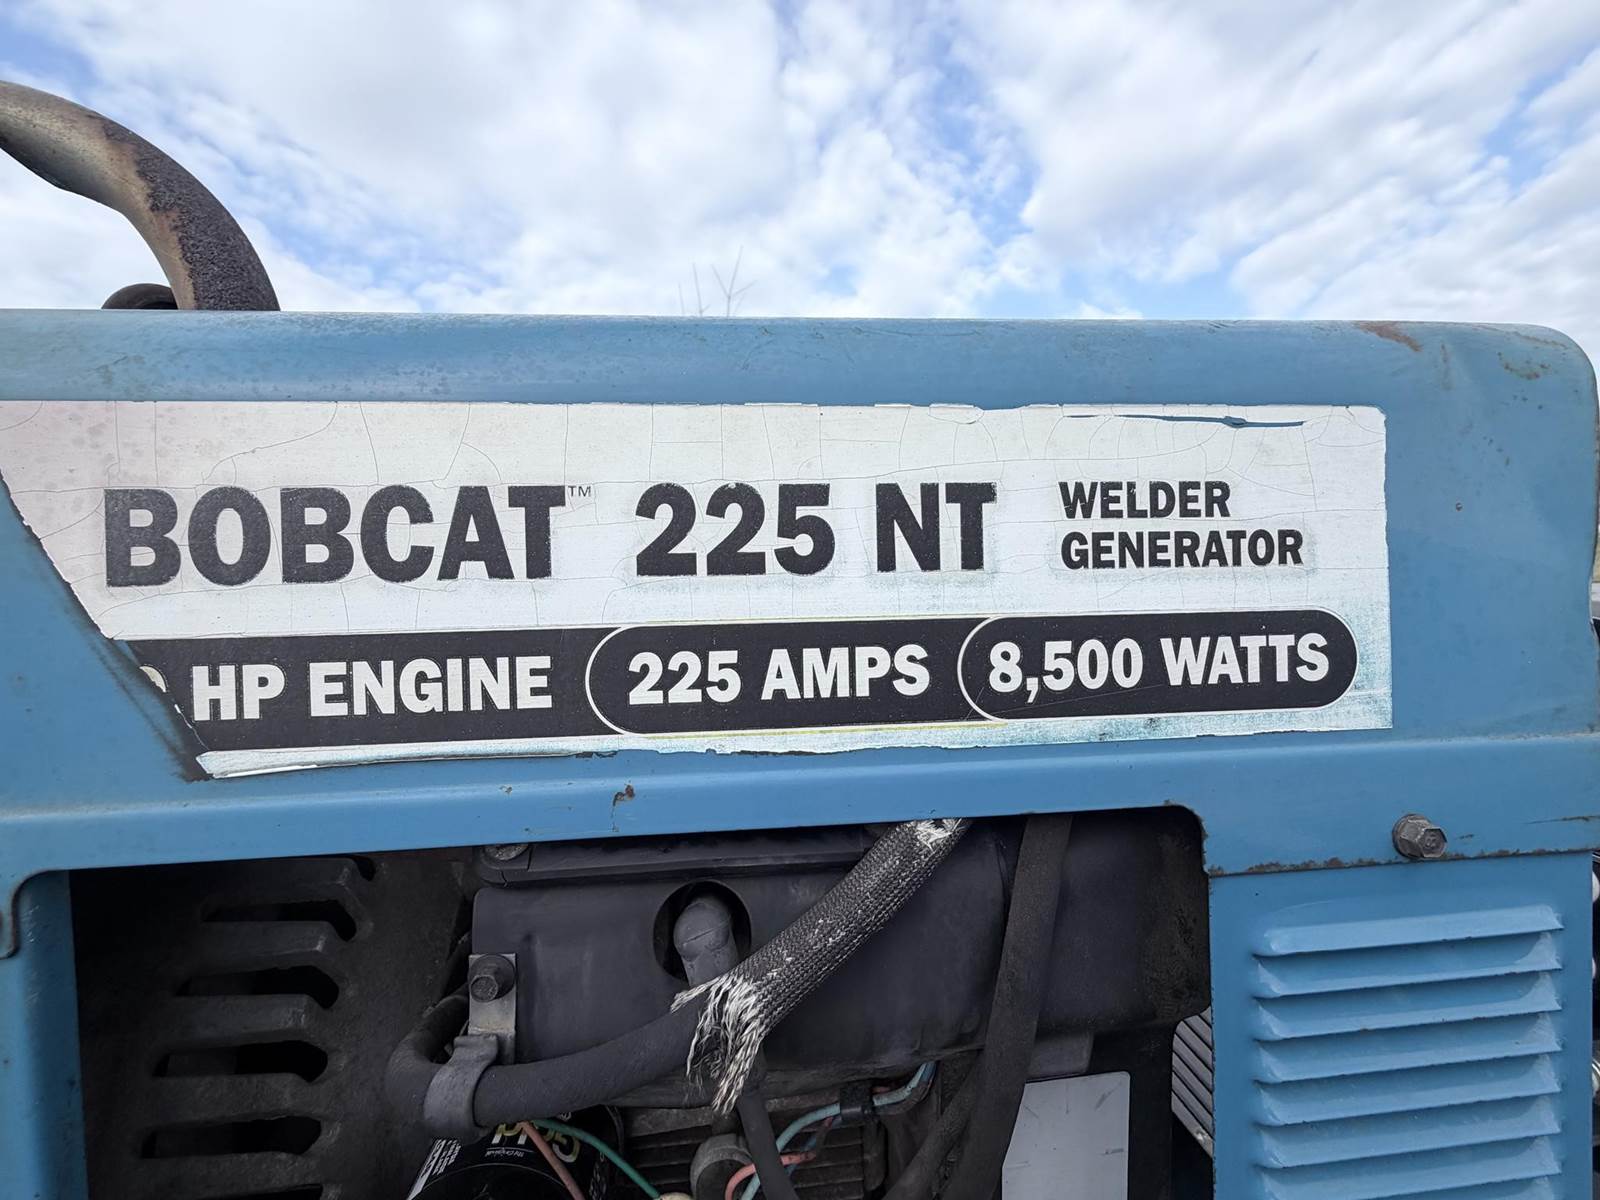 BOBCAT™ 225 NT WELDER
GENERATOR
HP ENGINE 225 AMPS 8,500 WATTS